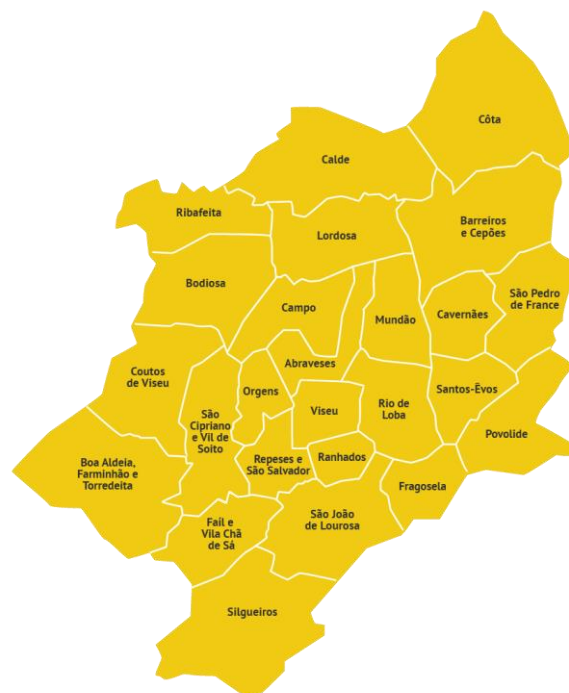 Côta
Calde
Ribafeita
Barreiros
e Cepões
Lordosa
Bodiosa
São Pedro
de France
Campo
Cavernães
Mundão
Abraveses
Coutos
de Viseu
Orgens
Santos-Êvos
Rio de
Loba
Viseu
São
Cipriano
e Vil de
Soito
Povolide
Boa Aldeia,
Farminhão e
Torredeita
Repeses e
São Salvador
Ranhados
Fragosela
São João
de Lourosa
Faíl e
Vila Chã
de Sá
Silgueiros